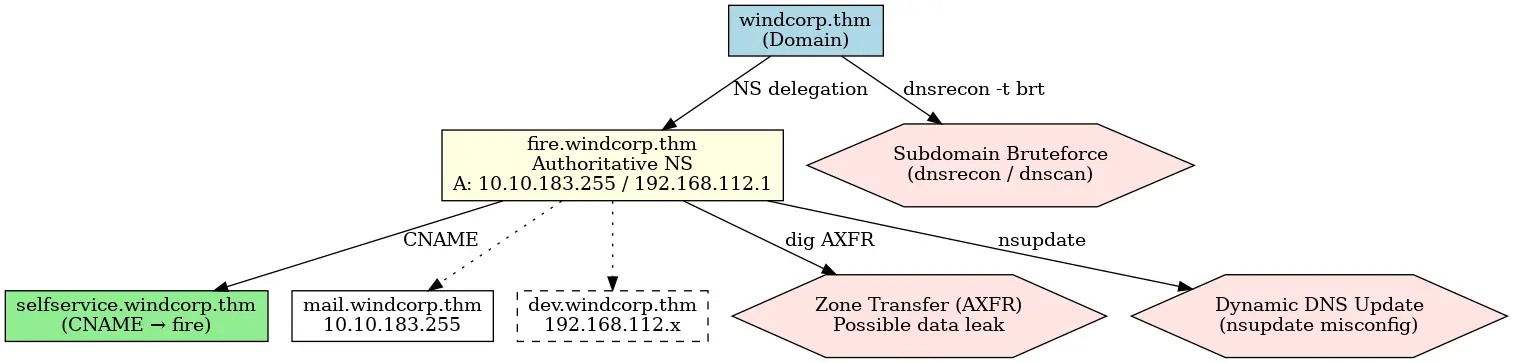 windcorp.thm
(Domain)
NS delegation
dnsrecon -t brt
fire.windcorp.thm
Authoritative NS
A: 10.10.183.255 / 192.168.112.1
Subdomain Bruteforce
(dnsrecon / dnscan)
CNAME
dig AXFR
nsupdate
selfservice.windcorp.thm
(CNAME → fire)
mail.windcorp.thm
10.10.183.255
dev.windcorp.thm
192.168.112.x
Zone Transfer (AXFR)
Possible data leak
Dynamic DNS Update
(nsupdate misconfig)